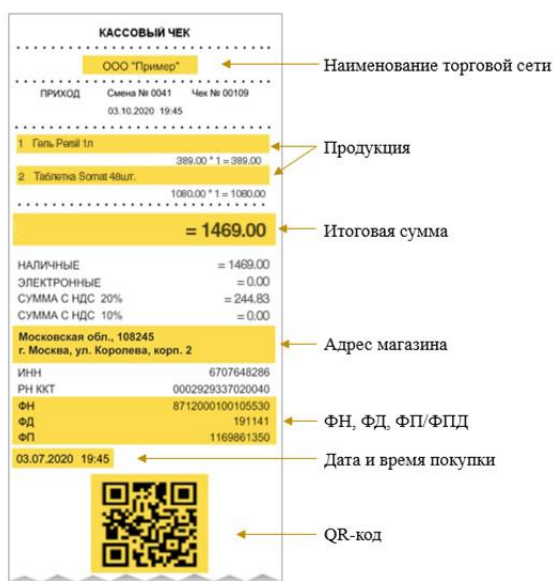 КАССОВЫЙ ЧЕК
ООО "Пример"
Наименование торговой сети
ПРИХОД Смена № 0041 Чек № 00109
03.10.2020 19:45
1 Гель Persil 1л
Продукция
389.00 * 1 = 389.00
2 Таблетка Somat 48шт.
1080.00 * 1 = 1080.00
= 1469.00
Итоговая сумма
НАЛИЧНЫЕ = 1469.00
ЭЛЕКТРОННЫЕ = 0.00
СУММА С НДС 20% = 244.83
СУММА С НДС 10% = 0.00
Московская обл., 108245
г. Москва, ул. Королева, корп. 2
Адрес магазина
ИНН 6707648286
РН ККТ 0002929337020040
ФН 8712000100105530
ФД 191141
ФН, ФД, ФП/ФПД
ФП 1169861350
03.07.2020 19:45
Дата и время покупки
QR-код